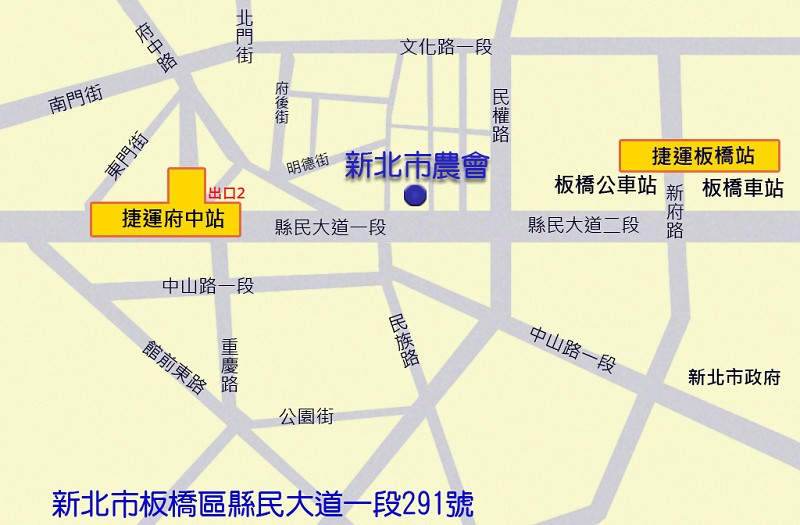 北門街
府中路
文化路一段
南門街
府後街
民權路
東門街
明德街
新北市農會
捷運板橋站
板橋公車站
板橋車站
出口2
捷運府中站
新府路
縣民大道一段
縣民大道二段
中山路一段
民族路
中山路一段
館前東路
重慶路
新北市政府
公園街
新北市板橋區縣民大道一段291號